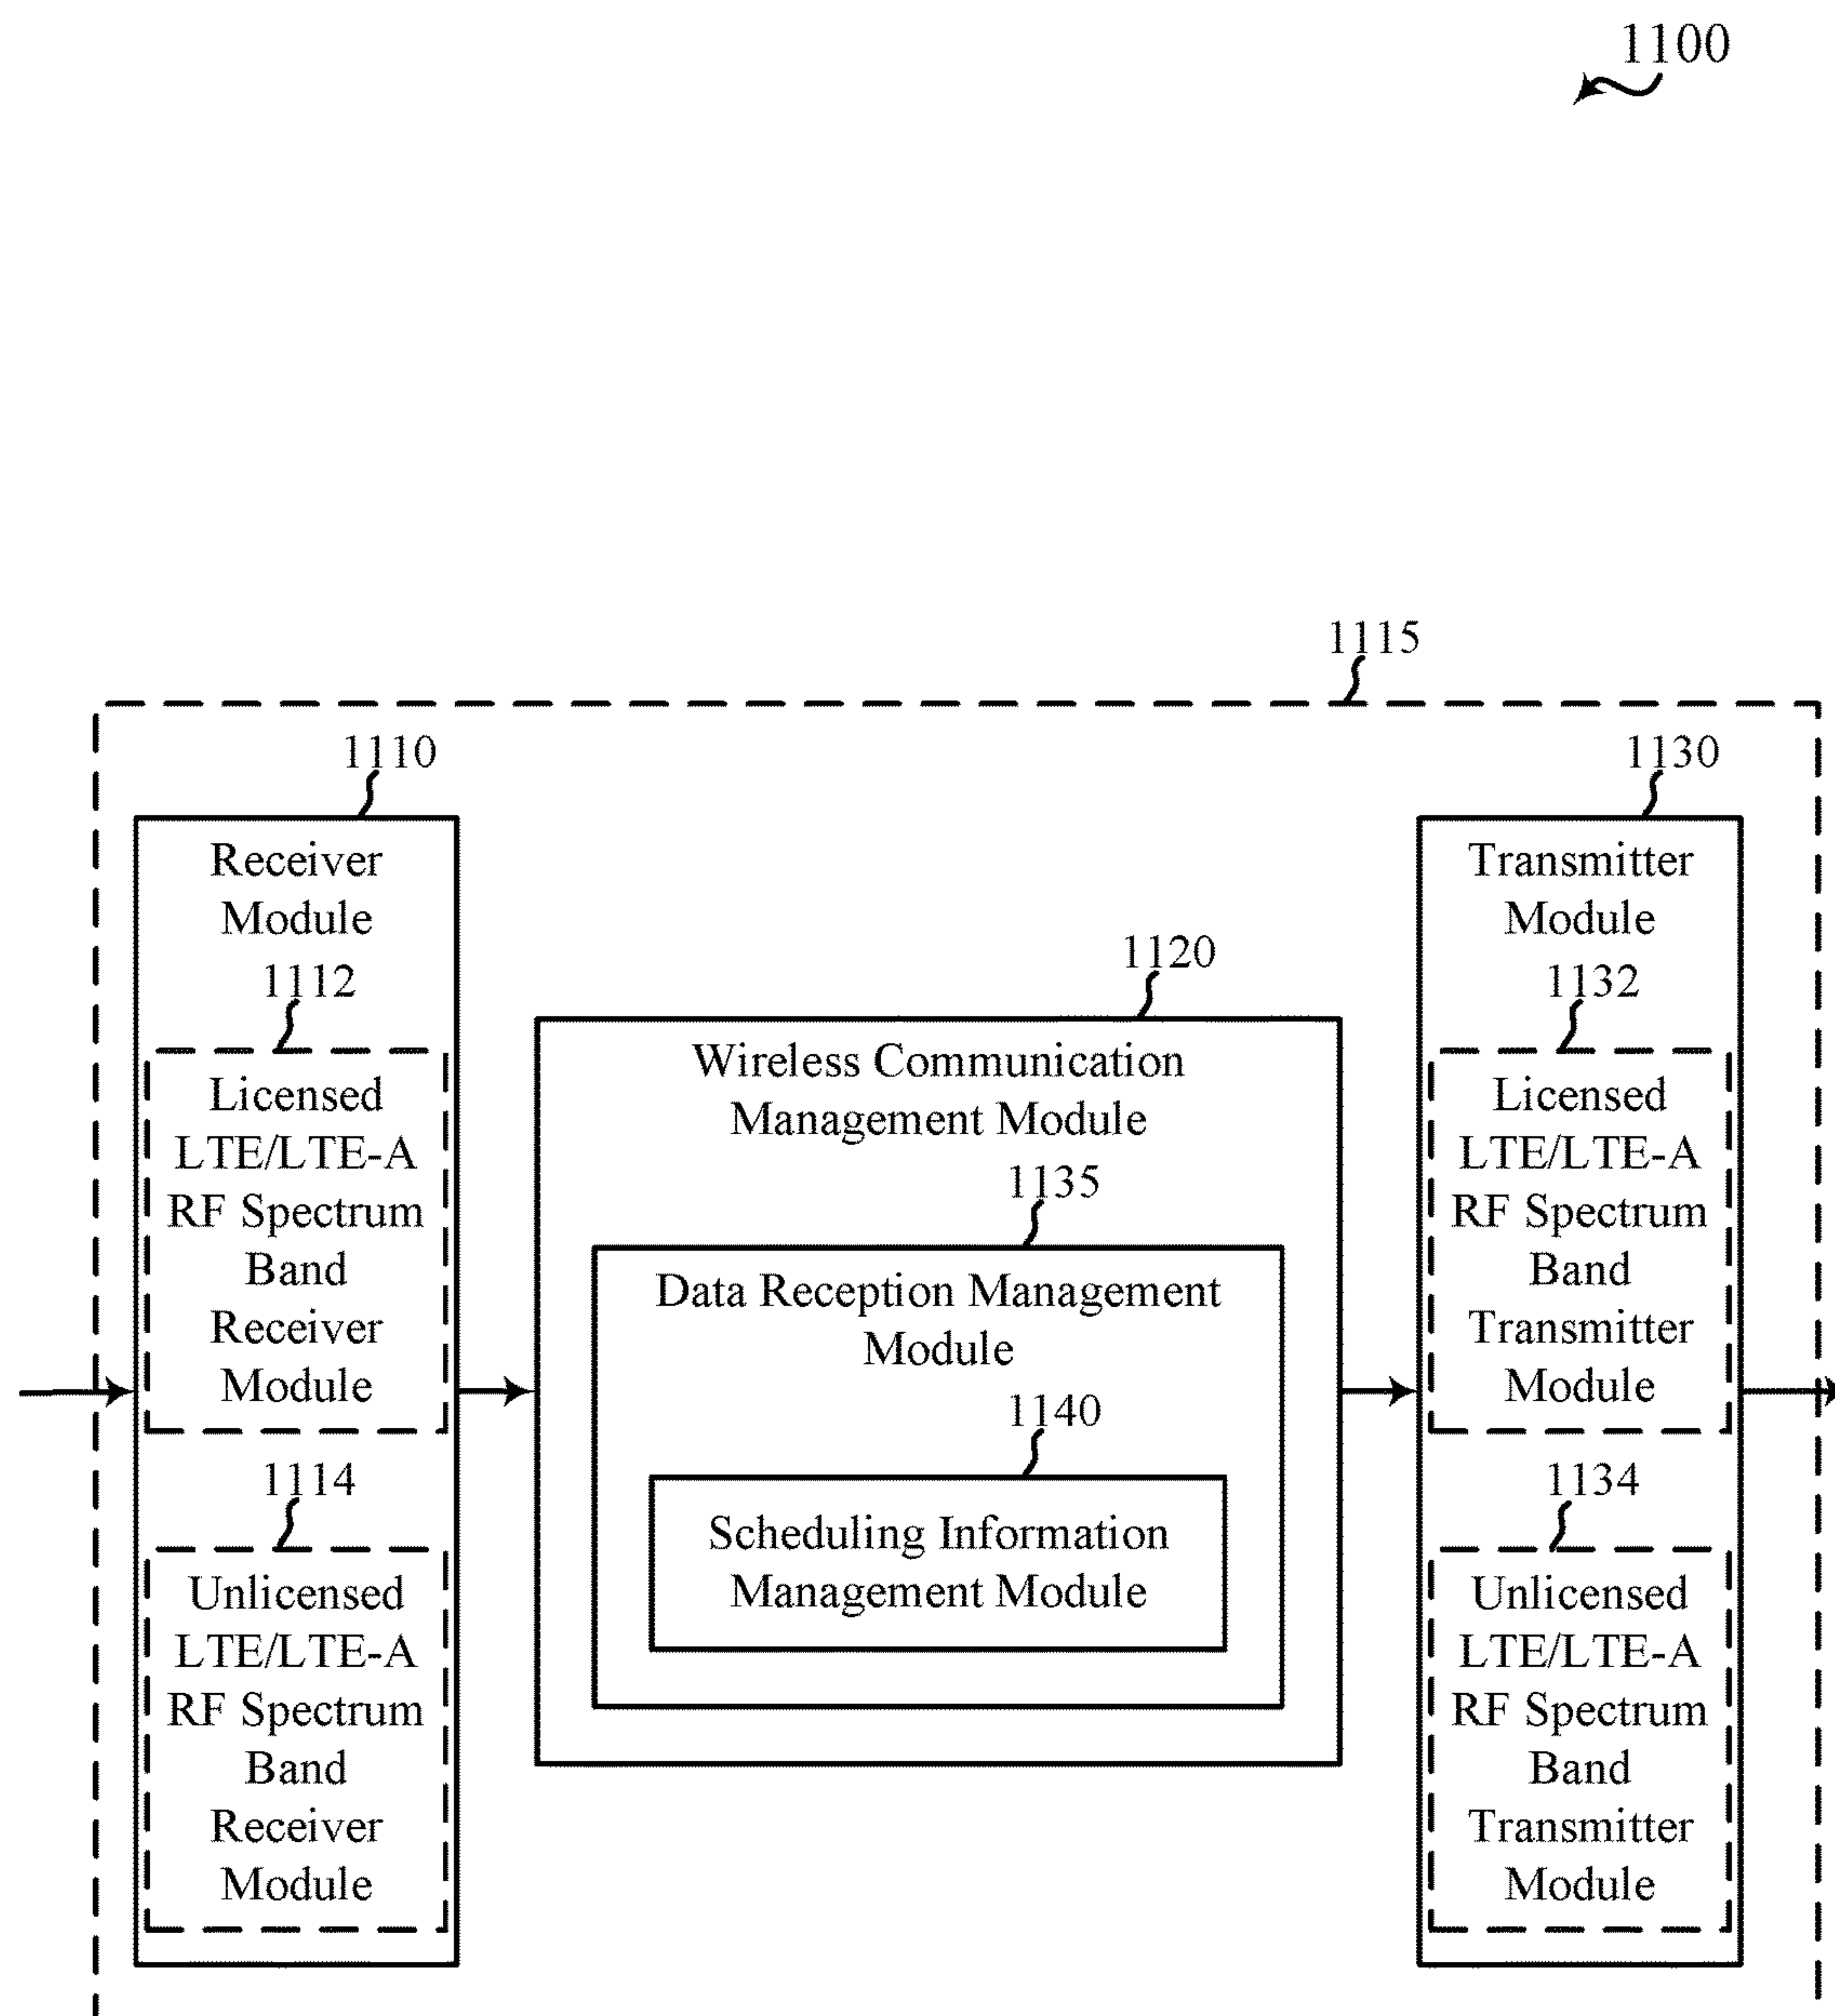 1100
1115
1110
Receiver
Module
1112
Licensed
LTE/LTE-A
RF Spectrum
Band
Receiver
Module
1114
Unlicensed
LTE/LTE-A
RF Spectrum
Band
Receiver
Module
1120
Wireless Communication
Management Module
1135
Data Reception Management
Module
1140
Scheduling Information
Management Module
1130
Transmitter
Module
1132
Licensed
LTE/LTE-A
RF Spectrum
Band
Transmitter
Module
1134
Unlicensed
LTE/LTE-A
RF Spectrum
Band
Transmitter
Module